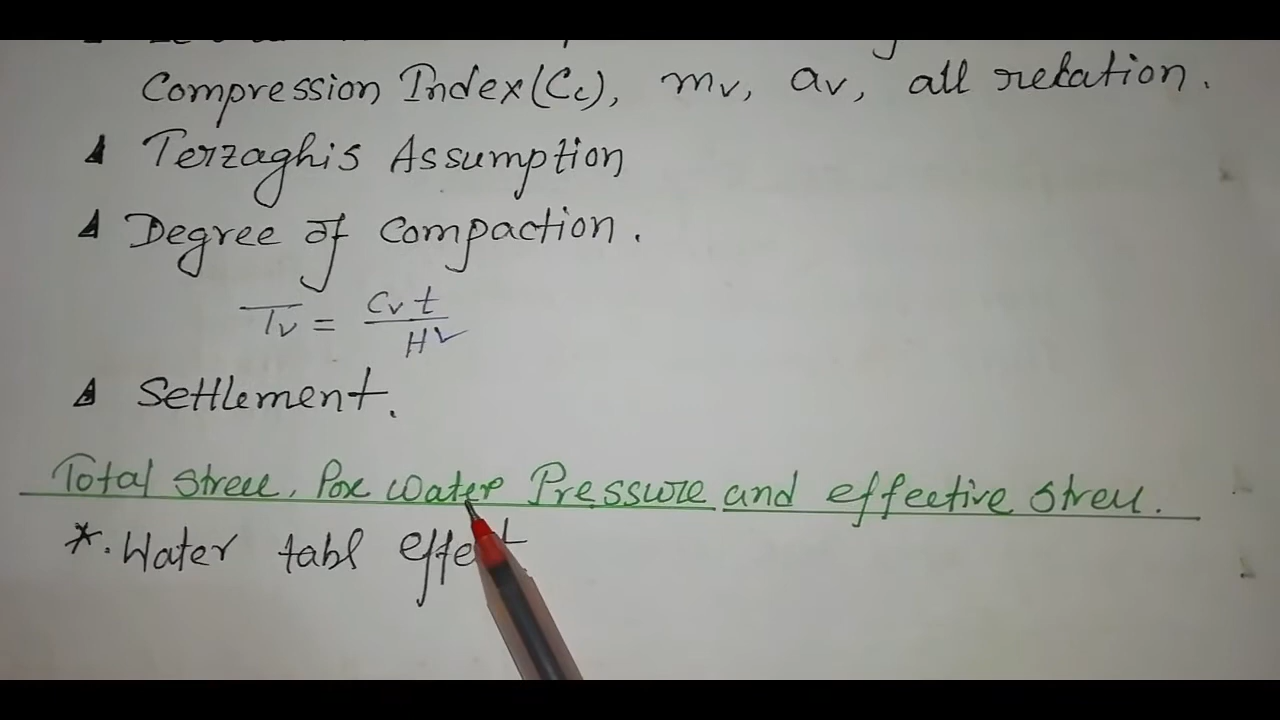 Compression Index(Cc), mv, av, all relation.
Terzaghis Assumption
Degree of Compaction.
Tv = Cv t / H²
Settlement.
Total stress, Pore water Pressure and effective stress.
*. Water tabl effect